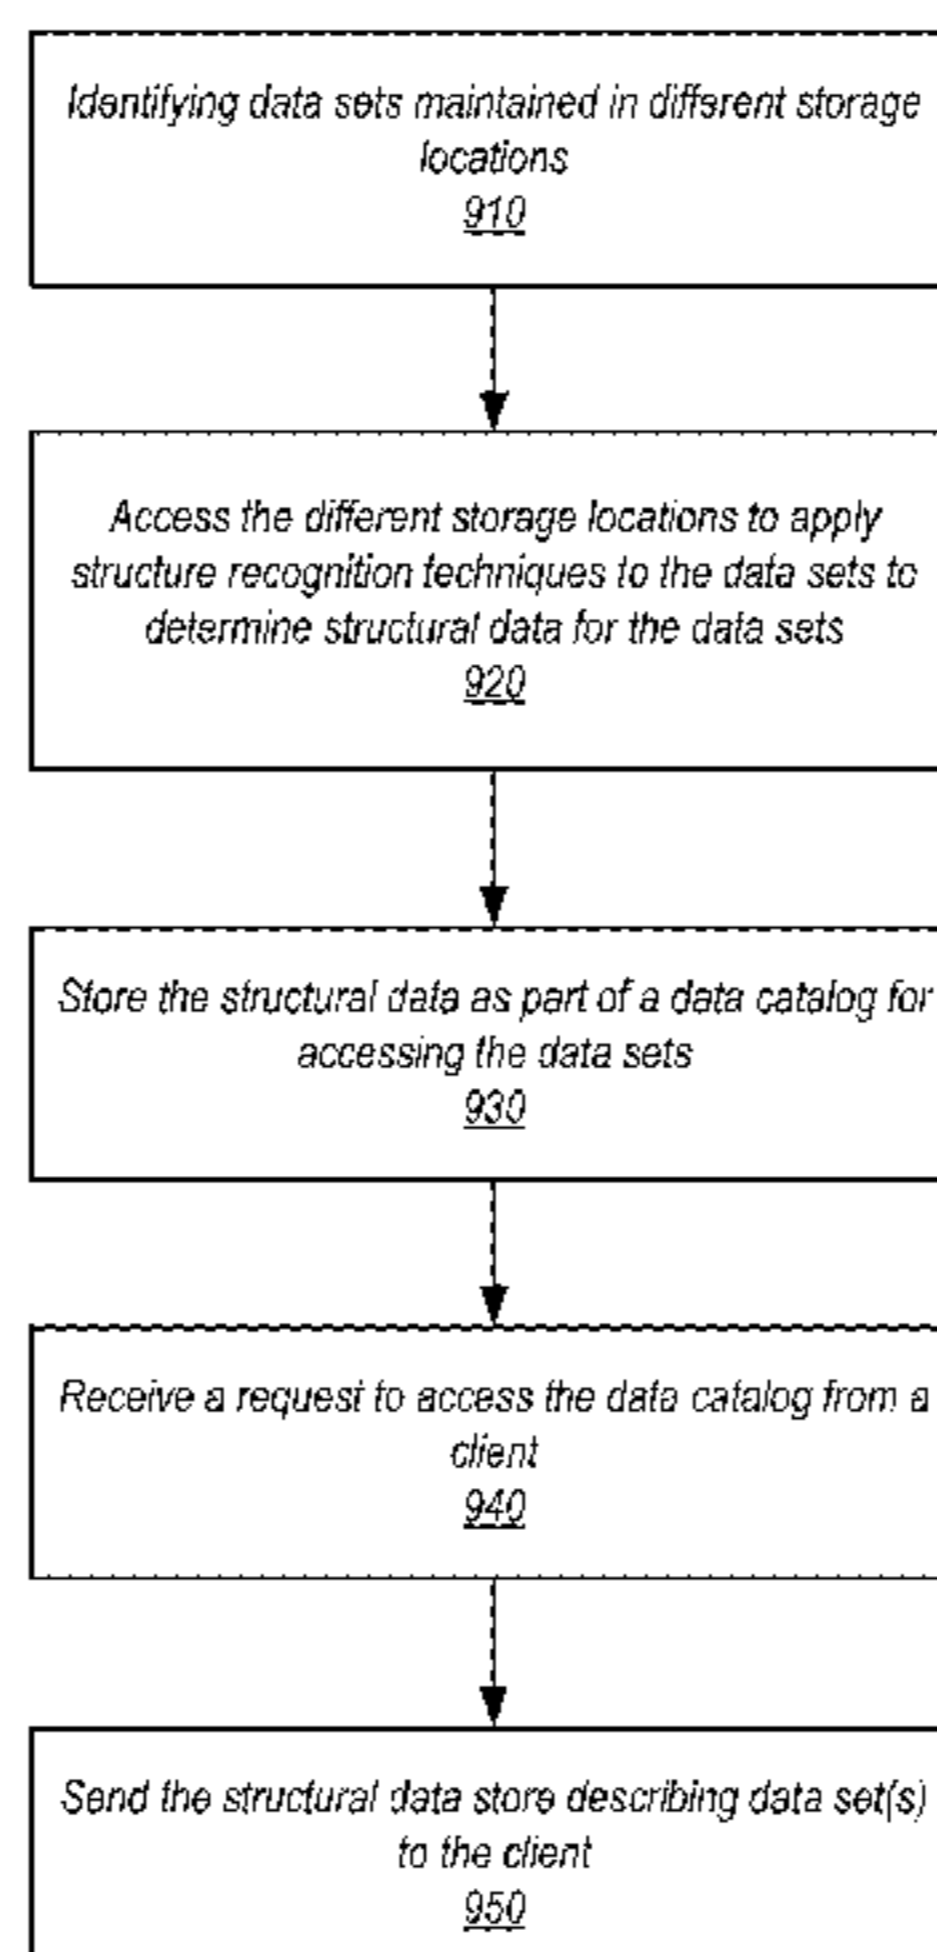 Identifying data sets maintained in different storage
locations
910
Access the different storage locations to apply
structure recognition techniques to the data sets to
determine structural data for the data sets
920
Store the structural data as part of a data catalog for
accessing the data sets
930
Receive a request to access the data catalog from a
client
940
Send the structural data store describing data set(s)
to the client
950